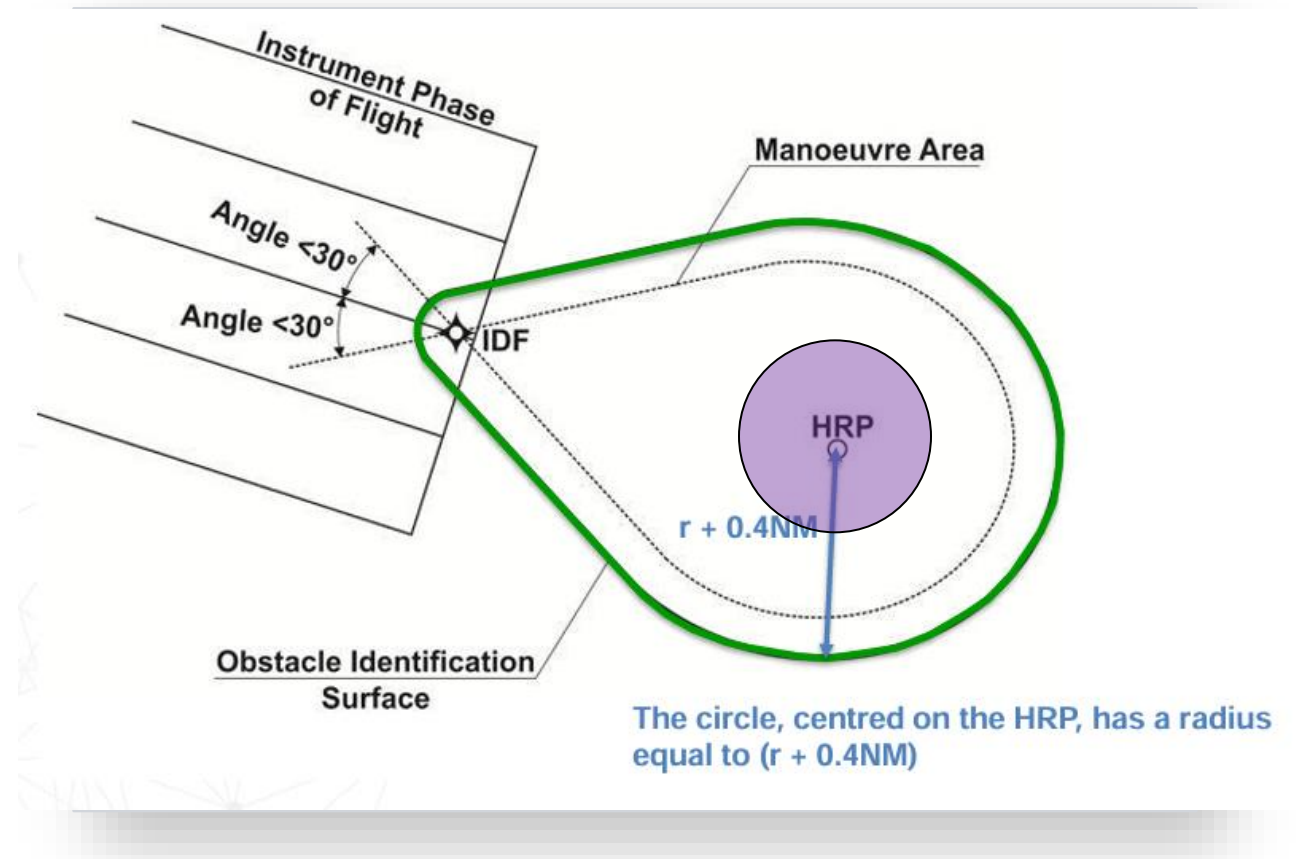 Instrument Phase
of Flight
Manoeuvre Area
Angle <30°
Angle <30°
IDF
HRP
r + 0.4NM
Obstacle Identification
Surface
The circle, centred on the HRP, has a radius
equal to (r + 0.4NM)